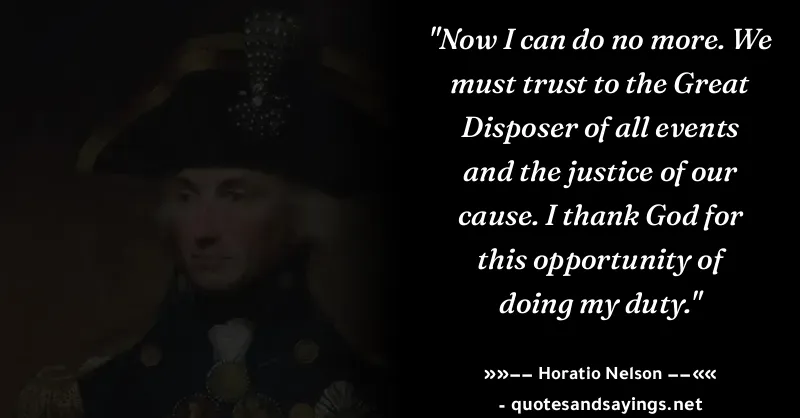 "Now I can do no more. We
must trust to the Great
Disposer of all events
and the justice of our
cause. I thank God for
this opportunity of
doing my duty."
»»−− Horatio Nelson −−««
- quotesandsayings.net